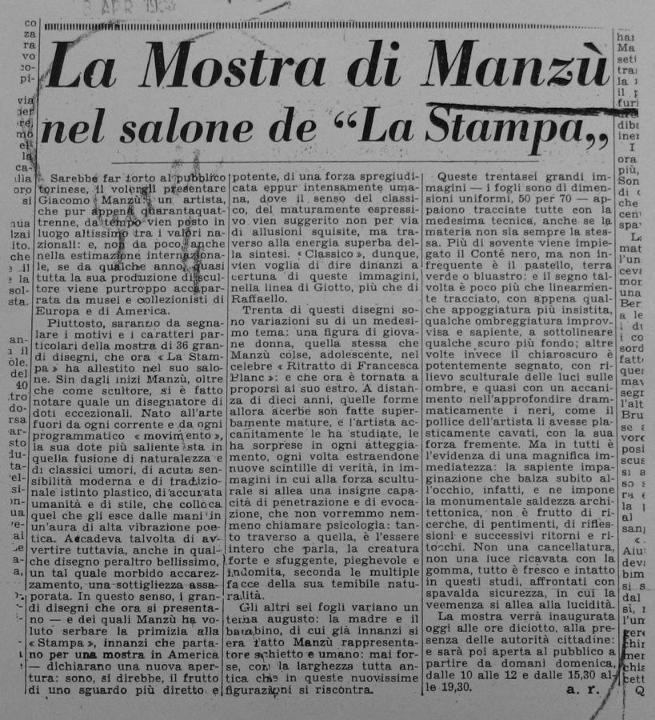 8 APR 195
La Mostra di Manzù
nel salone de “La Stampa„
Sarebbe far torto al pubblico
torinese, il volergli presentare
Giacomo Manzù: un artista,
che pur appena quarantaquat-
trenne, da tempo vien posto in
luogo altissimo tra i valori na-
zionali: e, non da poco, anche
nella estimazione internaziona-
le, se da qualche anno quasi
tutta la sua produzione di scul-
tore viene purtroppo accapar-
rata da musei e collezionisti di
Europa e di America.
Piuttosto, saranno da segna-
lare i motivi e i caratteri par-
ticolari della mostra di 36 gran-
di disegni, che ora « La Stam-
pa » ha allestito nel suo salo-
ne. Sin dagli inizi Manzù, oltre
che come scultore, si è fatto
notare quale un disegnatore di
doti eccezionali. Nato all'arte
fuori da ogni corrente e da ogni
programmatico « movimento »,
la sua dote più saliente sta in
quella fusione di naturalezza e
di classici umori, di acuta sen-
sibilità moderna e di tradizio-
nale istinto plastico, di accurata
umanità e di stile, che colloca
quel che gli esce dalle mani in
un'aura di alta vibrazione poe-
tica. Accadeva talvolta di av-
vertire tuttavia, anche in qual-
che disegno peraltro bellissimo,
un tal quale morbido accarez-
zamento, una sottigliezza assa-
porata. In questo senso, i gran-
di disegni che ora si presenta-
no — e dei quali Manzù ha vo-
luto serbare la primizia alla
« Stampa », innanzi che parta-
no per una mostra in America
— dichiarano una nuova aper-
tura: sono, si direbbe, il frutto
di uno sguardo più diretto e
potente, di una forza spregiudi-
cata eppur intensamente uma-
na, dove il senso del classi-
co, del maturamente espressi-
vo vien suggerito non per via
di allusioni squisite, ma tra-
verso alla energia superba del-
la sintesi. « Classico », dunque,
vien voglia di dire dinanzi a
certuna di queste immagini,
nella linea di Giotto, più che di
Raffaello.
Trenta di questi disegni so-
no variazioni su di un medesi-
mo tema: una figura di giova-
ne donna, quella stessa che
Manzù colse, adolescente, nel
celebre « Ritratto di Francesca
Blanc »: e che ora è tornata a
proporsi al suo estro. A distan-
za di dieci anni, quelle forme
allora acerbe son fatte super-
bamente mature, e l'artista ac-
canitamente le ha studiate, le
ha sorprese in ogni atteggia-
mento, ogni volta estraendone
nuove scintille di verità, in im-
magini in cui alla forza sculto-
rale si allea una insigne capa-
cità di penetrazione e di evoca-
zione, che non vorremmo nem-
meno chiamare psicologia: tan-
to traverso a quella, è l'essere
intero che parla, la creatura
forte e sfuggente, pieghevole e
indomita, seconda le multiple
facce della sua temibile natu-
ralità.
Gli altri sei fogli variano un
tema augusto: la madre e il
bambino, di cui già innanzi si
era fatto Manzù rappresentato-
re schietto e umano: mai for-
se, con la larghezza tutta an-
tica che in queste nuovissime
figurazioni si riscontra.
Queste trentasei grandi im-
magini — i fogli sono di dimen-
sioni uniformi, 50 per 70 — ap-
paiono tracciate tutte con la
medesima tecnica, anche se la
materia non sia sempre la stes-
sa. Più di sovente viene impie-
gato il Conté nero, ma non in-
frequente è il pastello, terra
verde o bluastro: e il segno tal-
volta è poco più che linearmen-
te tracciato, con appena qual-
che appoggiatura più insistita,
qualche ombreggiatura improv-
visa e sapiente, a sottolineare
qualche scuro più fondo; altre
volte invece il chiaroscuro è
potentemente segnato, con ri-
lievo sculturale delle luci sulle
ombre, e quasi con un accani-
mento nell'approfondire dram-
maticamente i neri, come il
pollice dell'artista li avesse pla-
sticamente cavati, con la sua
forza fremente. Ma in tutti è
l'evidenza di una magnifica im-
mediatezza: la sapiente impa-
ginazione che balza subito al-
l'occhio, infatti, e ne impone
la monumentale saldezza archi-
tettonica, non è frutto di ri-
cerche, di pentimenti, di rifles-
sioni e successivi ritorni e ri-
tocchi. Non una cancellatura,
non una luce ricavata con la
gomma, tutto è fresco e intatto
in questi studi, affrontati con
spavalda sicurezza, in cui la
veemenza si allea alla lucidità.
La mostra verrà inaugurata
oggi alle ore diciotto, alla pre-
senza delle autorità cittadine:
e sarà poi aperta al pubblico a
partire da domani domenica,
dalle 10 alle 12 e dalle 15,30 al-
le 19,30.
a. r.